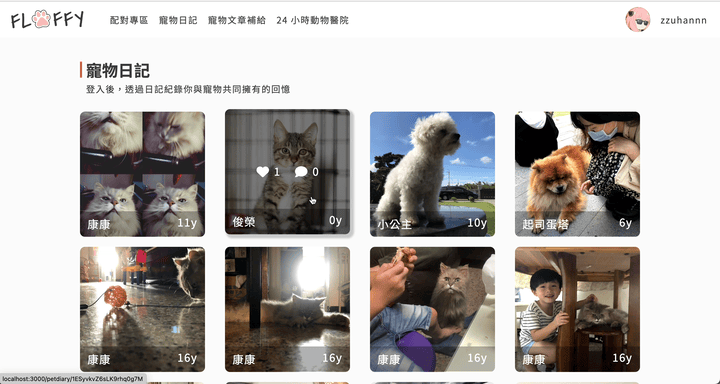 FLOFFY
配對專區 寵物日記 寵物文章補給 24 小時動物醫院
zzuhannn
寵物日記
登入後，透過日記紀錄你與寵物共同擁有的回憶
1 0
康康 11y
俊榮 0y
小公主 10y
起司蛋塔 6y
康康 16y
康康 16y
康康 16y
康康 16y
localhost:3000/petdiary/1ESyvkvZ6sLK9rhq0g7M